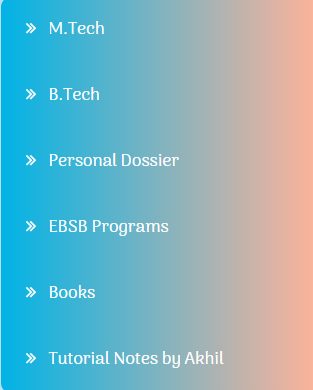 M.Tech
B.Tech
Personal Dossier
EBSB Programs
Books
Tutorial Notes by Akhil